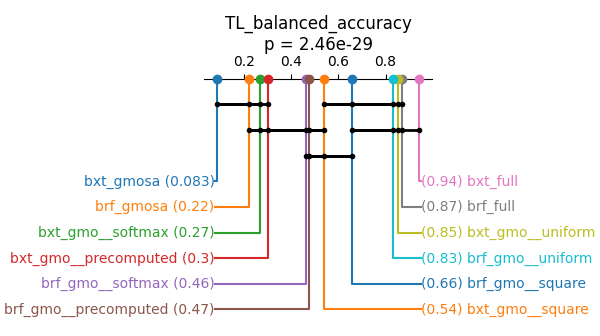 TL_balanced_accuracy
p = 2.46e-29
0.2 0.4 0.6 0.8
bxt_gmosa (0.083)
(0.94) bxt_full
brf_gmosa (0.22)
(0.87) brf_full
bxt_gmo__softmax (0.27)
(0.85) bxt_gmo__uniform
bxt_gmo__precomputed (0.3)
(0.83) brf_gmo__uniform
brf_gmo__softmax (0.46)
(0.66) brf_gmo__square
brf_gmo__precomputed (0.47)
(0.54) bxt_gmo__square